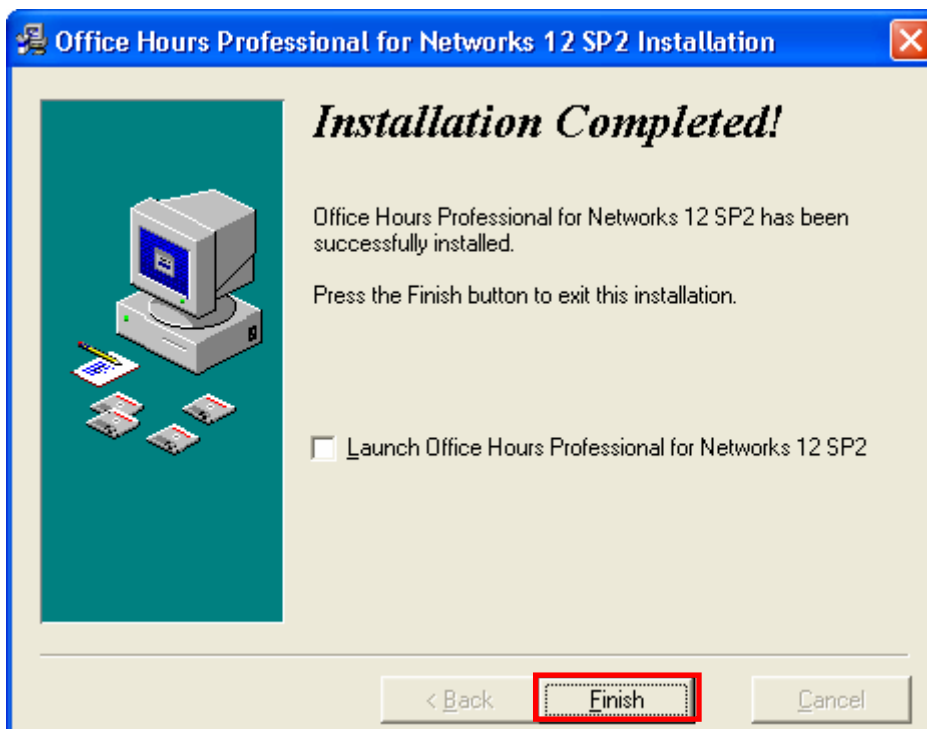 Office Hours Professional for Networks 12 SP2 Installation
Installation Completed!
Office Hours Professional for Networks 12 SP2 has been
successfully installed.
Press the Finish button to exit this installation.
Launch Office Hours Professional for Networks 12 SP2
< Back Finish Cancel